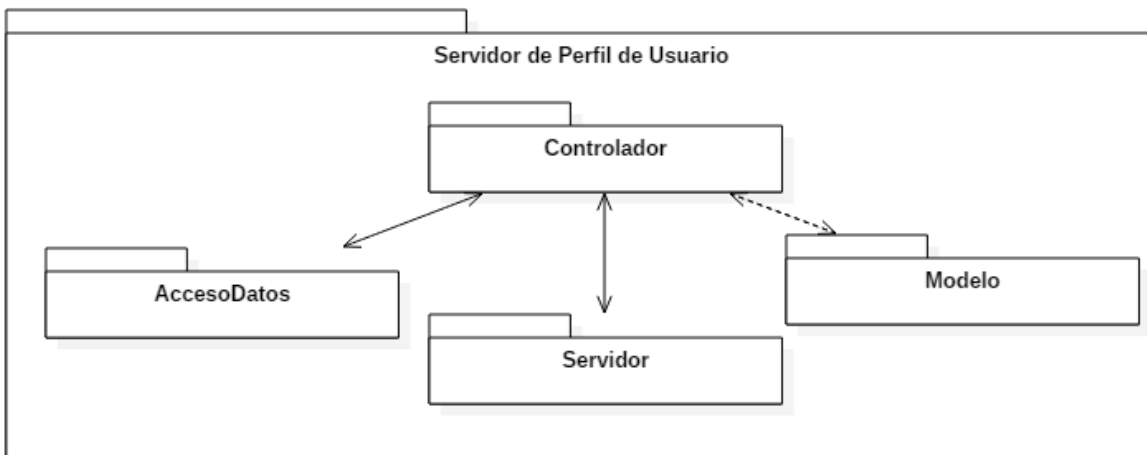 Servidor de Perfil de Usuario
Controlador
AccesoDatos
Modelo
Servidor